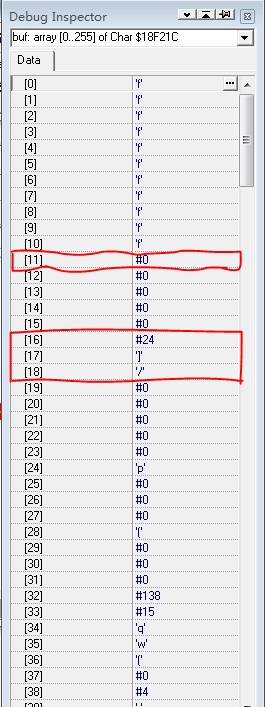 Debug Inspector
buf: array [0..255] of Char $18F21C
Data
[0] 'f'
[1] 'f'
[2] 'f'
[3] 'f'
[4] 'f'
[5] 'f'
[6] 'f'
[7] 'f'
[8] 'f'
[9] 'f'
[10] 'f'
[11] #0
[12] #0
[13] #0
[14] #0
[15] #0
[16] #24
[17] ']'
[18] '/'
[19] #0
[20] #0
[21] #0
[22] #0
[23] #0
[24] 'p'
[25] #0
[26] #0
[27] #0
[28] '('
[29] #0
[30] #0
[31] #0
[32] #138
[33] #15
[34] 'q'
[35] 'w'
[36] '('
[37] #0
[38] #4